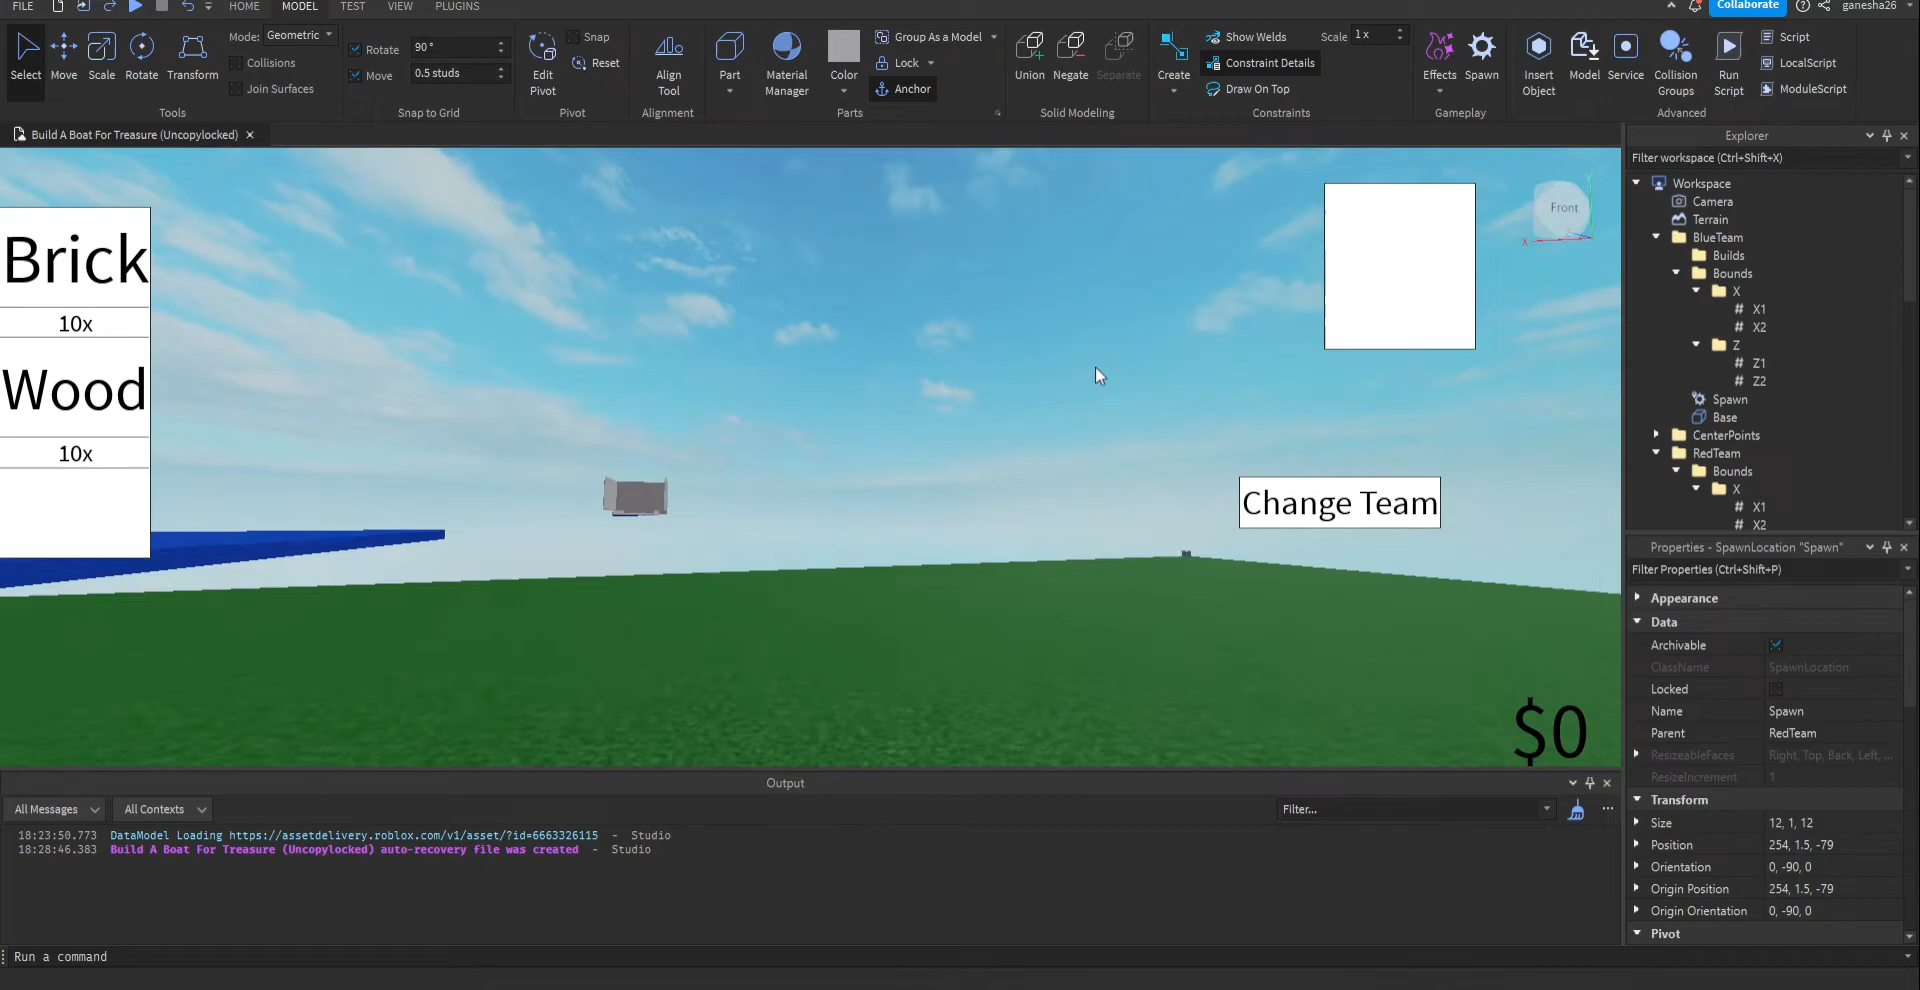 FILE HOME MODEL TEST VIEW PLUGINS Collaborate ganesha26
Select Move Scale Rotate Transform
Mode: Geometric
Collisions
Join Surfaces
Tools
Rotate 90°
Move 0.5 studs
Snap to Grid
Edit Pivot
Snap
Reset
Pivot
Align Tool
Alignment
Part
Material Manager
Color
Group As a Model
Lock
Anchor
Parts
Union Negate Separate
Solid Modeling
Create
Show Welds
Constraint Details
Draw On Top
Scale 1 x
Constraints
Effects Spawn
Gameplay
Insert Object
Model
Service
Collision Groups
Run Script
Script
LocalScript
ModuleScript
Advanced
Build A Boat For Treasure (Uncopylocked)
Brick
10x
Wood
10x
Front
X
Y
Z
Change Team
$0
Explorer
Filter workspace (Ctrl+Shift+X)
Workspace
Camera
Terrain
BlueTeam
Builds
Bounds
X
X1
X2
Z
Z1
Z2
Spawn
Base
CenterPoints
RedTeam
Bounds
X
X1
X2
Properties - SpawnLocation "Spawn"
Filter Properties (Ctrl+Shift+P)
Appearance
Data
Archivable
ClassName SpawnLocation
Locked
Name Spawn
Parent RedTeam
ResizeableFaces Right, Top, Back, Left, ...
ResizeIncrement 1
Transform
Size 12, 1, 12
Position 254, 1.5, -79
Orientation 0, -90, 0
Origin Position 254, 1.5, -79
Origin Orientation 0, -90, 0
Pivot
Output
All Messages All Contexts Filter...
18:23:50.773 DataModel Loading https://assetdelivery.roblox.com/v1/asset/?id=6663326115 - Studio
18:28:46.383 Build A Boat For Treasure (Uncopylocked) auto-recovery file was created - Studio
Run a command